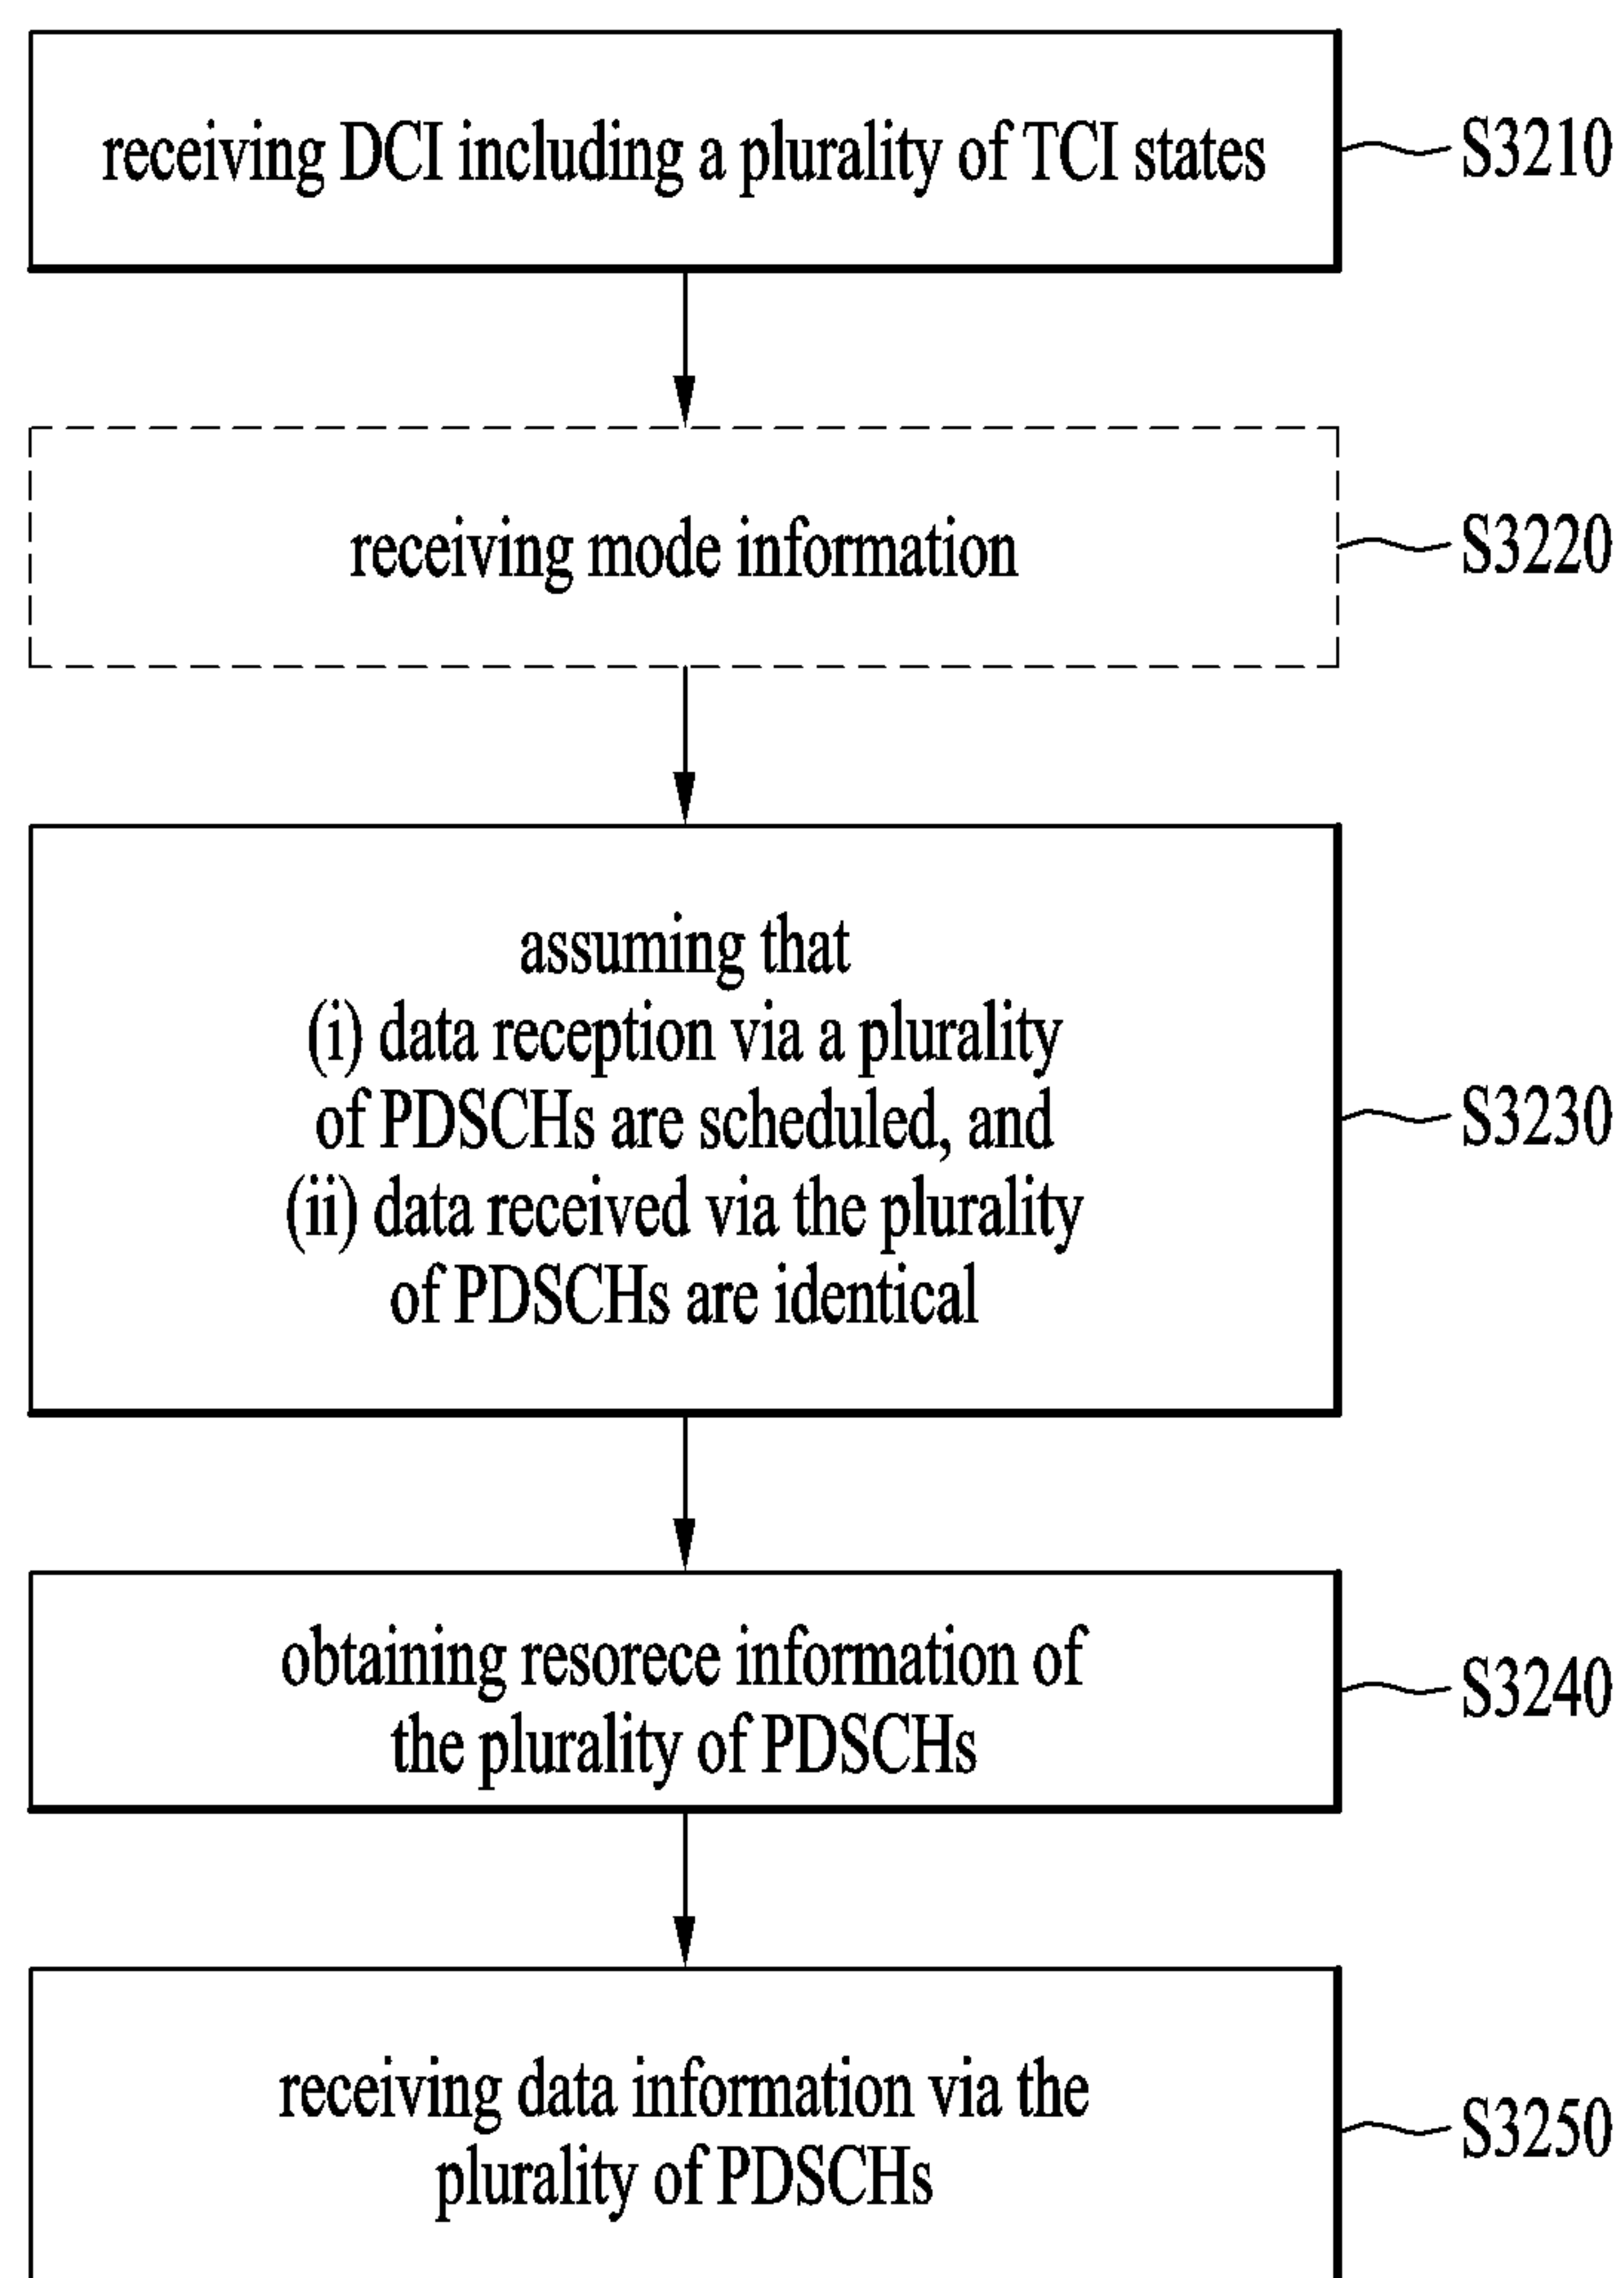 receiving DCI including a plurality of TCI states
S3210
receiving mode information
S3220
assuming that
(i) data reception via a plurality
of PDSCHs are scheduled, and
(ii) data received via the plurality
of PDSCHs are identical
S3230
obtaining resorece information of
the plurality of PDSCHs
S3240
receiving data information via the
plurality of PDSCHs
S3250